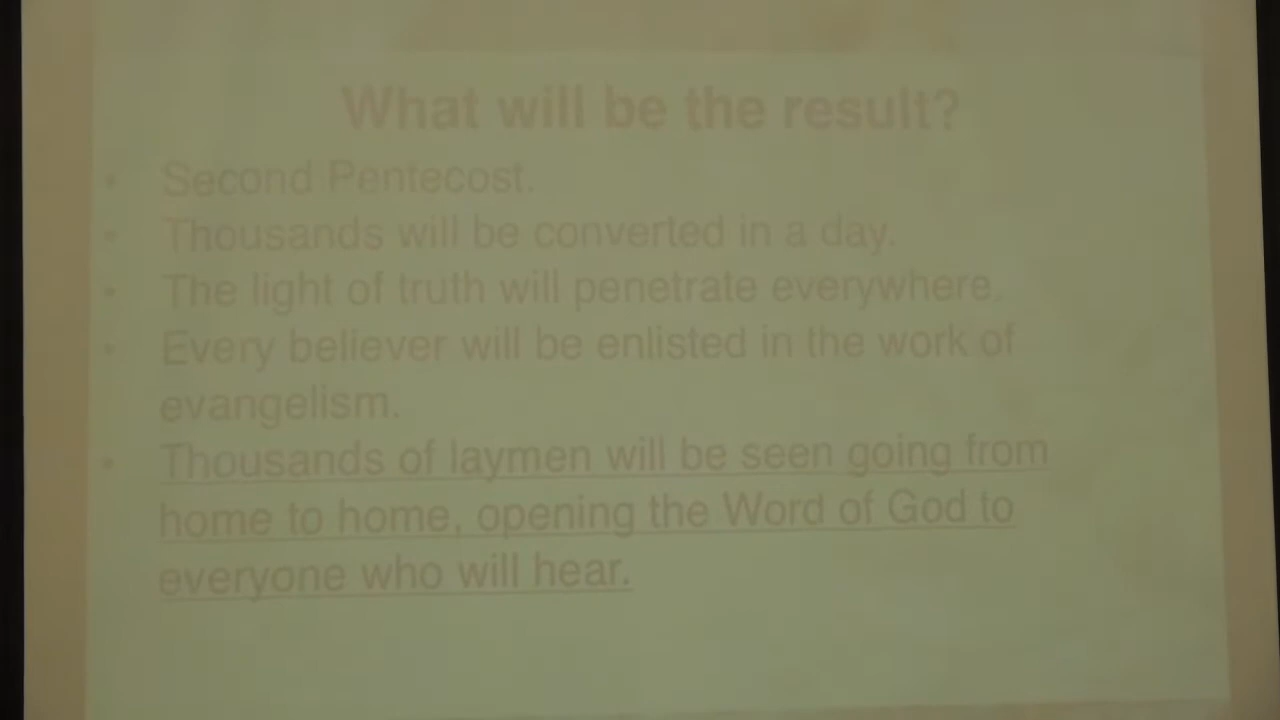 What will be the result?
• Second Pentecost.
• Thousands will be converted in a day.
• The light of truth will penetrate everywhere.
• Every believer will be enlisted in the work of
evangelism.
• Thousands of laymen will be seen going from
home to home, opening the Word of God to
everyone who will hear.